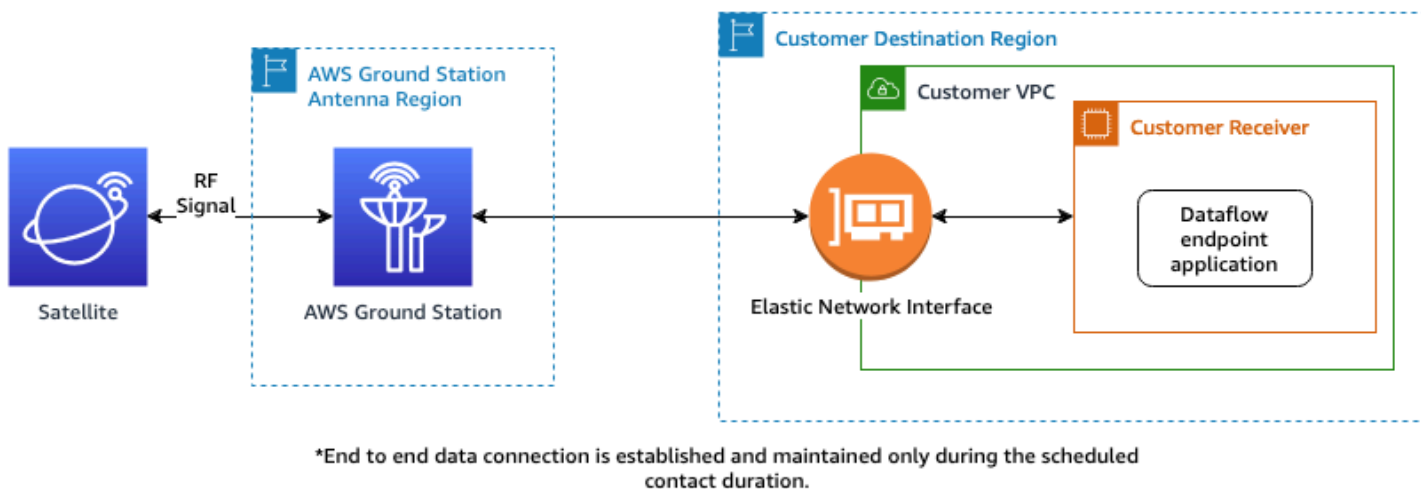 Customer Destination Region
AWS Ground Station
Antenna Region
Customer VPC
Customer Receiver
RF
Signal
Dataflow
endpoint
application
Satellite
AWS Ground Station
Elastic Network Interface
*End to end data connection is established and maintained only during the scheduled
contact duration.